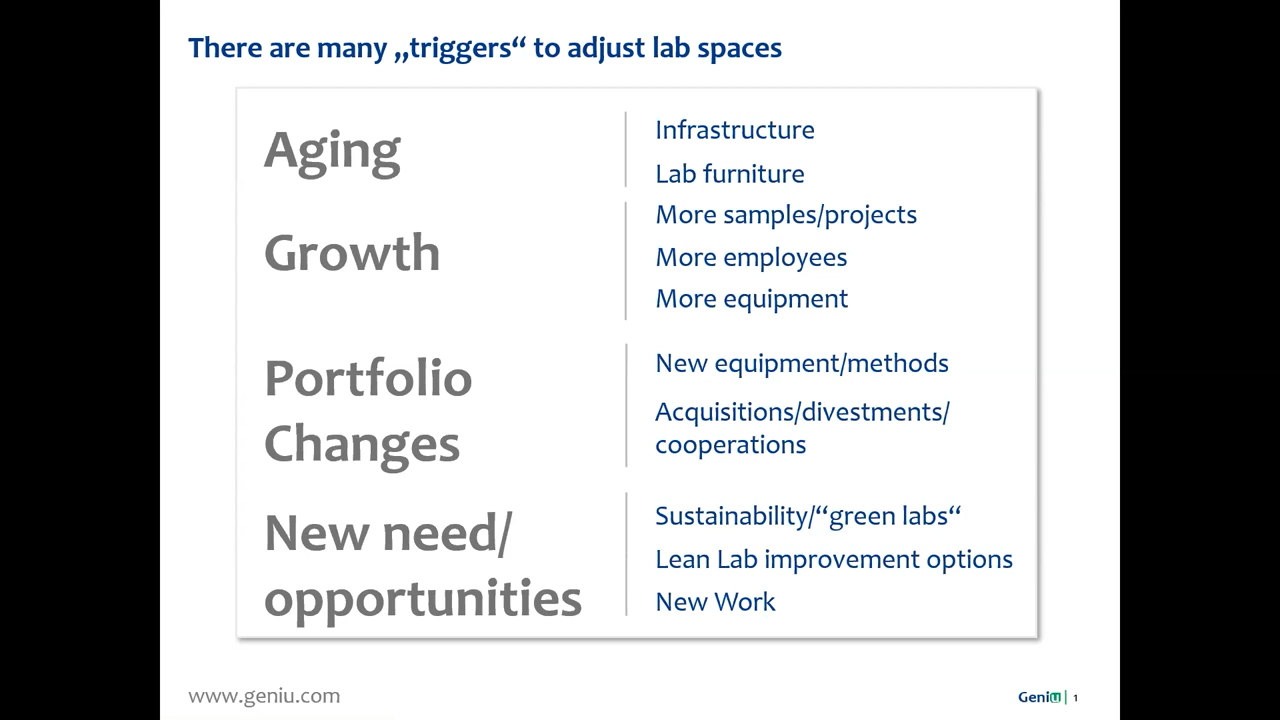 There are many „triggers“ to adjust lab spaces
Aging
Infrastructure
Lab furniture
Growth
More samples/projects
More employees
More equipment
Portfolio
Changes
New equipment/methods
Acquisitions/divestments/
cooperations
New need/
opportunities
Sustainability/“green labs“
Lean Lab improvement options
New Work
www.geniu.com
Geniu | 1